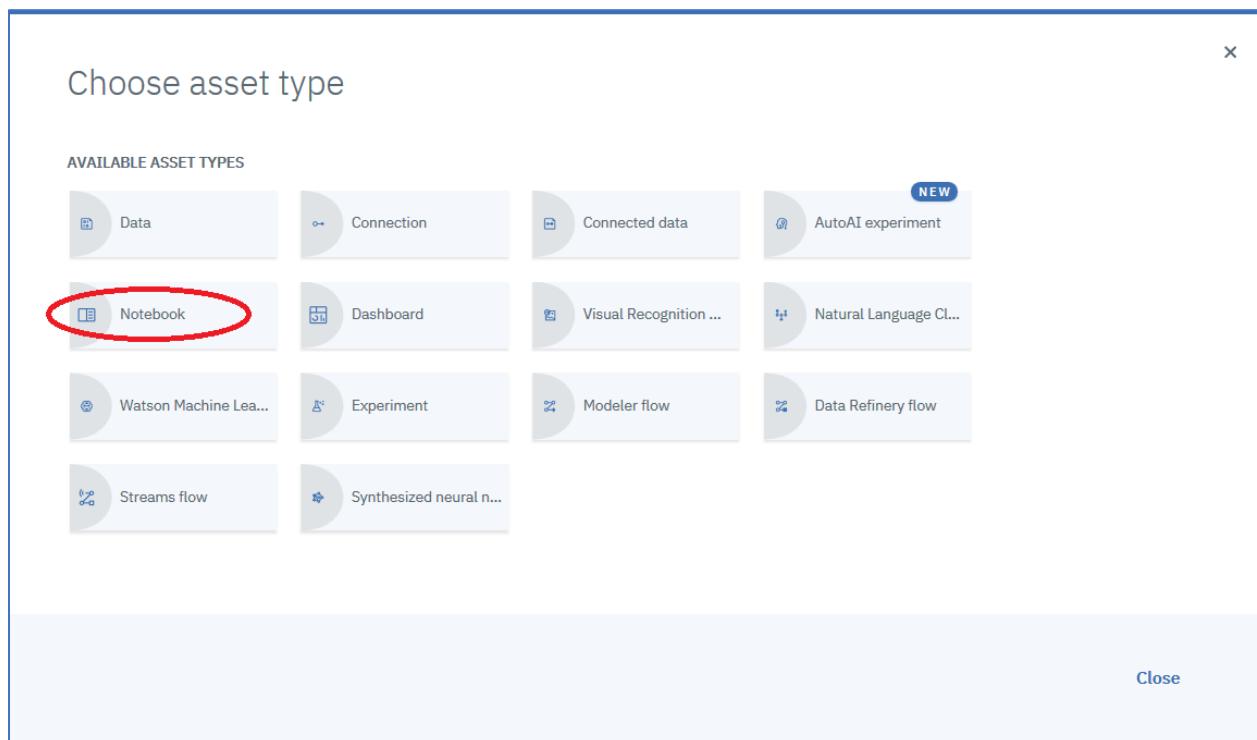 ×
Choose asset type
AVAILABLE ASSET TYPES
NEW
Data
Connection
Connected data
AutoAI experiment
Notebook
Dashboard
Visual Recognition ...
Natural Language Cl...
Watson Machine Lea...
Experiment
Modeler flow
Data Refinery flow
Streams flow
Synthesized neural n...
Close